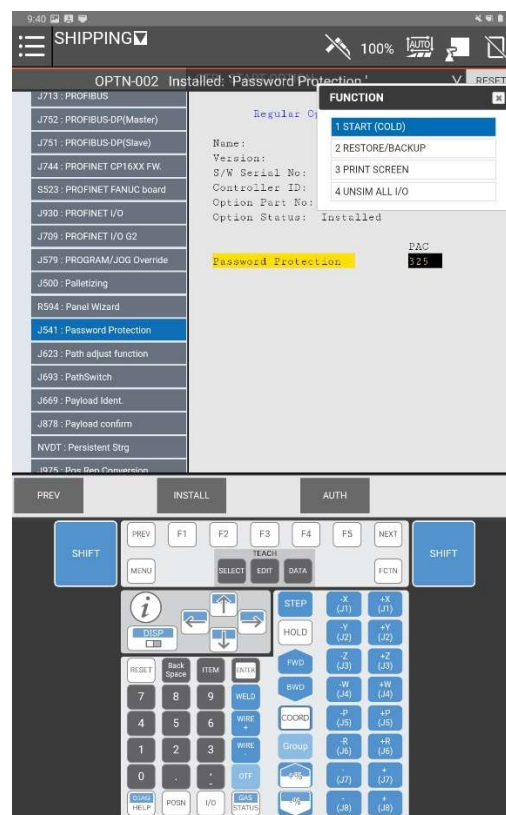 9:40
SHIPPING
100%
AUTO
OPTN-002 Installed: 'Password Protection '
RESET
J713 : PROFIBUS
J752 : PROFIBUS-DP(Master)
J751 : PROFIBUS-DP(Slave)
J744 : PROFINET CP16XX FW.
S523 : PROFINET FANUC board
J930 : PROFINET I/O
J709 : PROFINET I/O G2
J579 : PROGRAM/JOG Override
J500 : Palletizing
R594 : Panel Wizard
J541 : Password Protection
J623 : Path adjust function
J693 : PathSwitch
J669 : Payload Ident.
J878 : Payload confirm
NVDT : Persistent Strg
J975 : Pos Reg Conversion
Regular
Name:
Version:
S/W Serial No:
Controller ID:
Option Part No:
Option Status: Installed
PAC
Password Protection 325
FUNCTION
1 START (COLD)
2 RESTORE/BACKUP
3 PRINT SCREEN
4 UNSIM ALL I/O
PREV INSTALL AUTH
SHIFT PREV F1 F2 F3 F4 F5 NEXT SHIFT
TEACH
MENU SELECT EDIT DATA FCTN
i DISP STEP -X (J1) +X (J1)
HOLD -Y (J2) +Y (J2)
FWD -Z (J3) +Z (J3)
RESET Back Space ITEM ENTER
BWD -W (J4) +W (J4)
7 8 9 WELD
COORD -P (J5) +P (J5)
4 5 6 WIRE +
Group -R (J6) +R (J6)
1 2 3 WIRE -
+% - (J7) + (J7)
0 . , - OTF
-% - (J8) + (J8)
DIAG HELP POSN I/O GAS STATUS